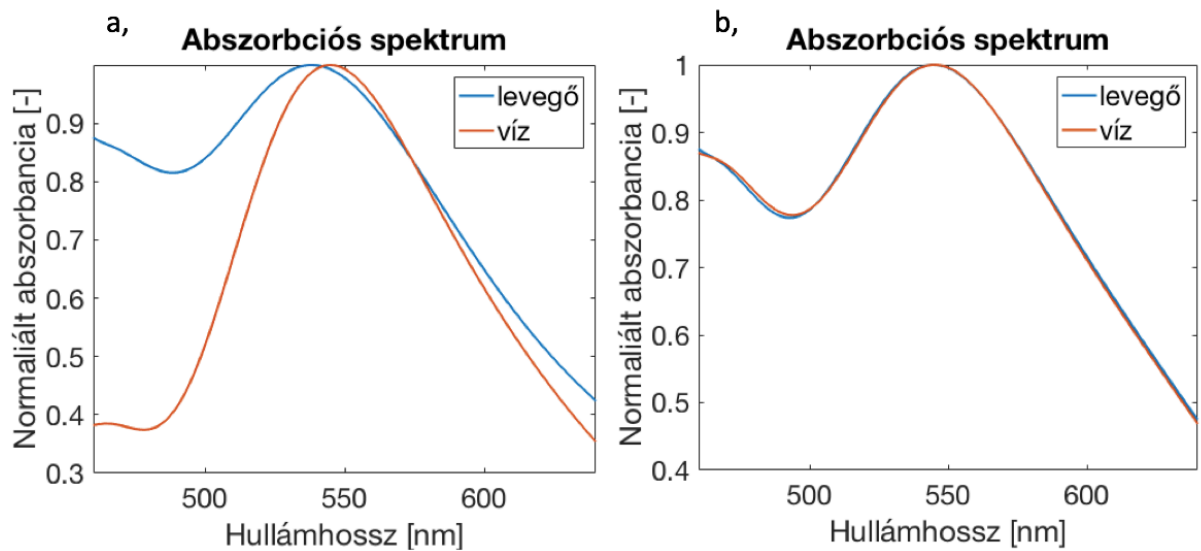 a,
Abszorbciós spektrum
Normaliált abszorbancia [-]
0.9
0.8
0.7
0.6
0.5
0.4
0.3
500
550
600
Hullámhossz [nm]
levegő
víz
b,
Abszorbciós spektrum
Normaliált abszorbancia [-]
1
0.9
0.8
0.7
0.6
0.5
0.4
500
550
600
Hullámhossz [nm]
levegő
víz